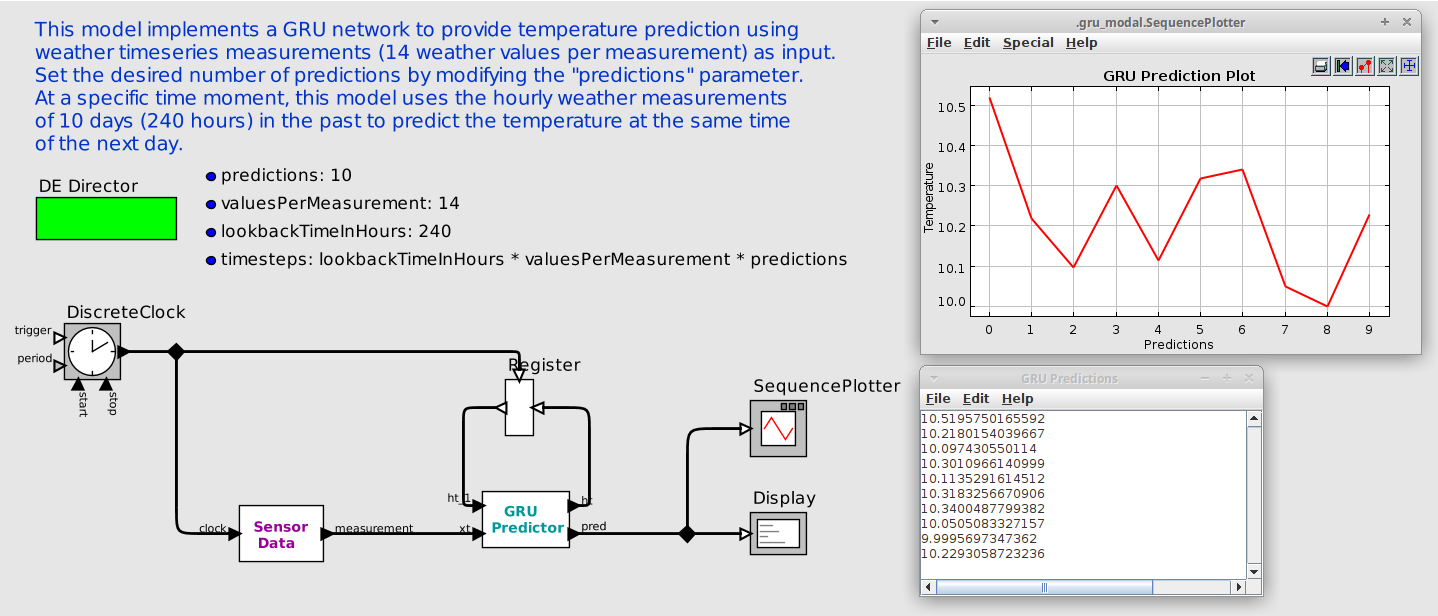 This model implements a GRU network to provide temperature prediction using
weather timeseries measurements (14 weather values per measurement) as input.
Set the desired number of predictions by modifying the "predictions" parameter.
At a specific time moment, this model uses the hourly weather measurements
of 10 days (240 hours) in the past to predict the temperature at the same time
of the next day.
DE Director
predictions: 10
valuesPerMeasurement: 14
lookbackTimeInHours: 240
timesteps: lookbackTimeInHours * valuesPerMeasurement * predictions
DiscreteClock
trigger
period
start
stop
Register
SequencePlotter
ht_1
ht
GRU
Predictor
xt
pred
clock
Sensor
Data
measurement
Display
.gru_modal.SequencePlotter
File Edit Special Help
GRU Prediction Plot
10.5
10.4
10.3
10.2
10.1
10.0
Temperature
0 1 2 3 4 5 6 7 8 9
Predictions
GRU Predictions
File Edit Help
10.5195750165592
10.2180154039667
10.097430550114
10.3010966140999
10.1135291614512
10.3183256670906
10.3400487799382
10.0505083327157
9.9995697347362
10.2293058723236